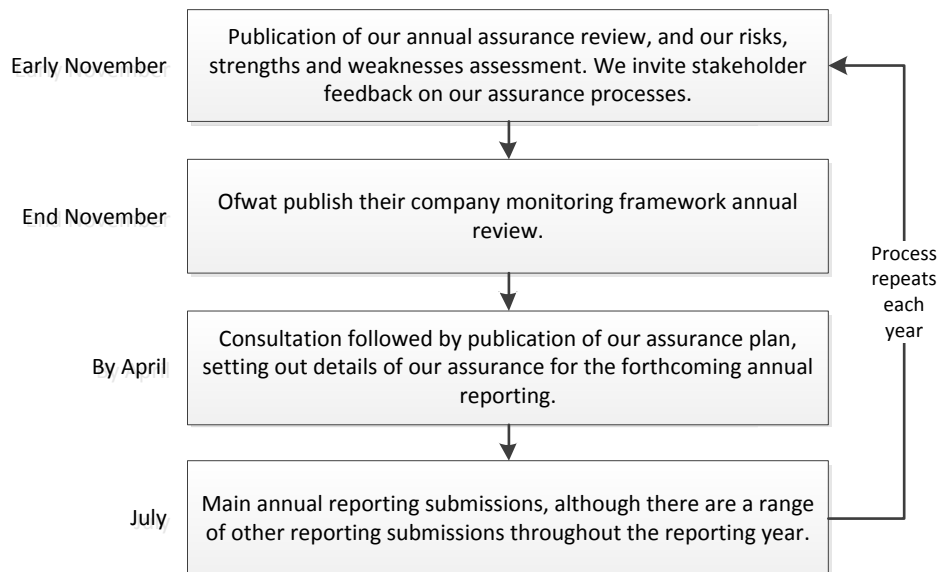 Early November
Publication of our annual assurance review, and our risks,
strengths and weaknesses assessment. We invite stakeholder
feedback on our assurance processes.
End November
Ofwat publish their company monitoring framework annual
review.
Process
repeats
each
year
By April
Consultation followed by publication of our assurance plan,
setting out details of our assurance for the forthcoming annual
reporting.
July
Main annual reporting submissions, although there are a range
of other reporting submissions throughout the reporting year.